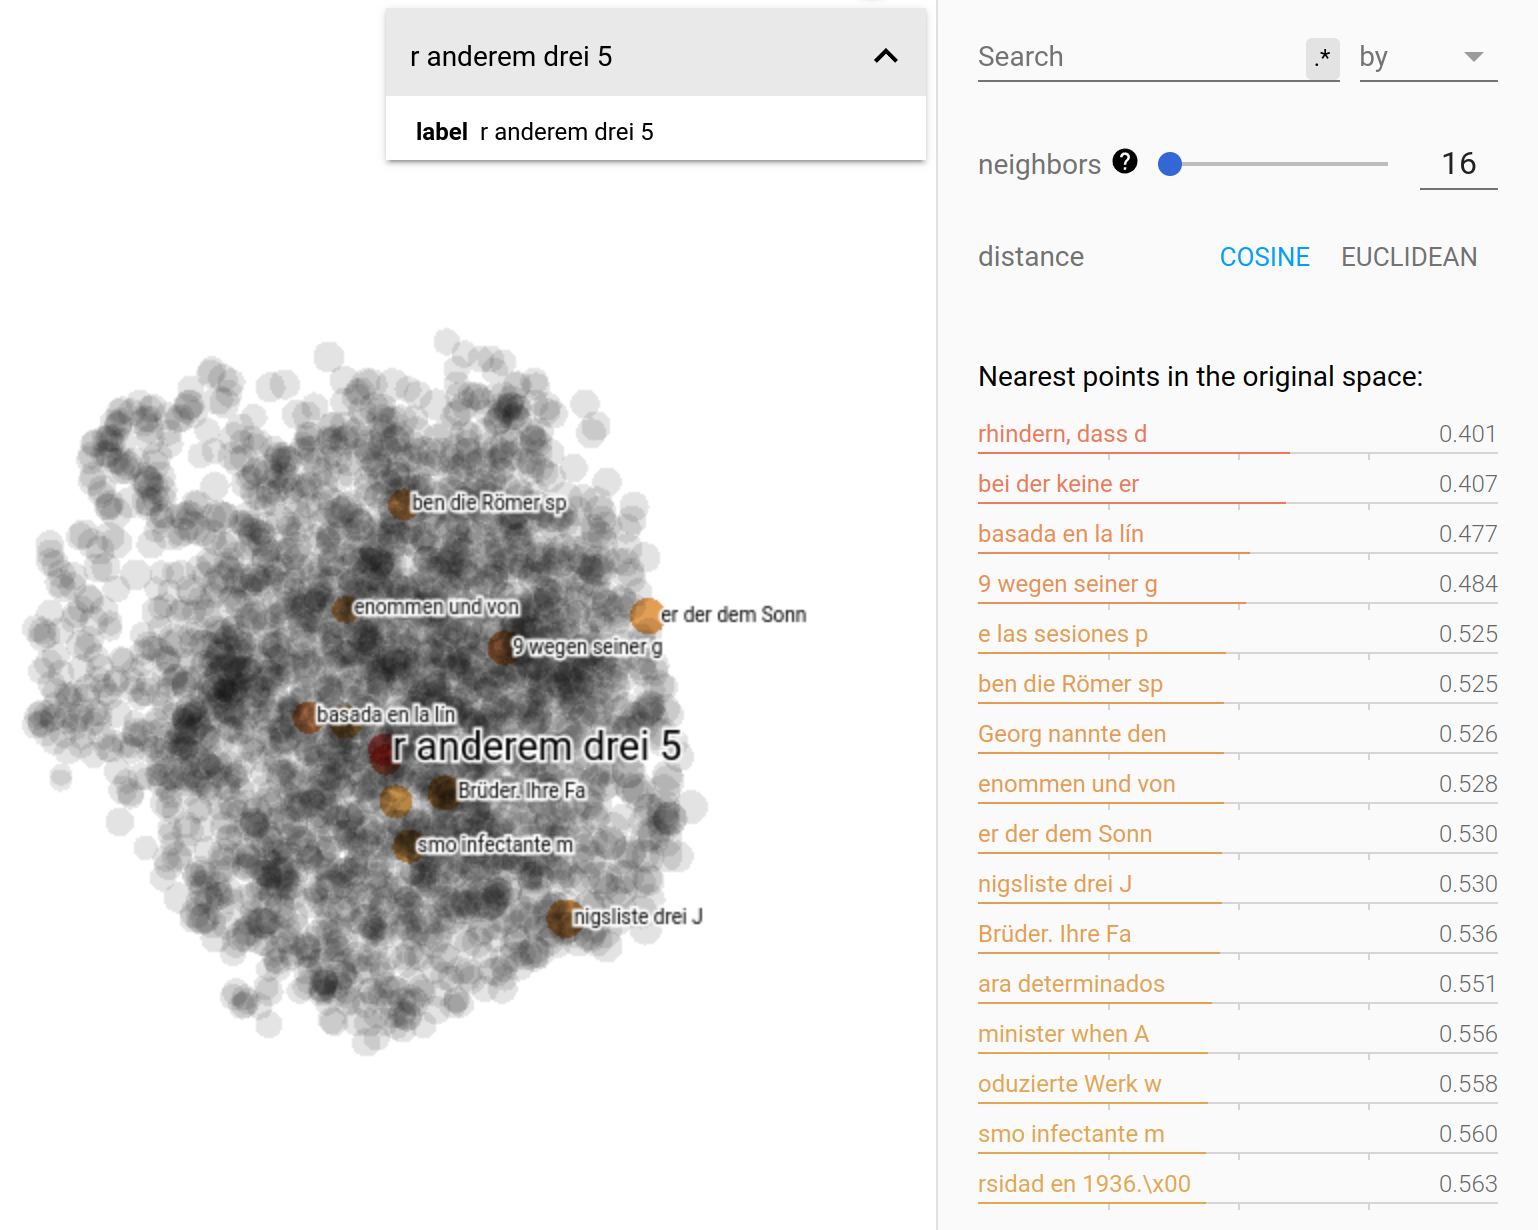 r anderem drei 5
label r anderem drei 5
ben die Römer sp
enommen und von
er der dem Sonn
9 wegen seiner g
basada en la lín
r anderem drei 5
Brüder. Ihre Fa
smo infectante m
nigsliste drei J
Search .* by
neighbors ? 16
distance COSINE EUCLIDEAN
Nearest points in the original space:
rhindern, dass d 0.401
bei der keine er 0.407
basada en la lín 0.477
9 wegen seiner g 0.484
e las sesiones p 0.525
ben die Römer sp 0.525
Georg nannte den 0.526
enommen und von 0.528
er der dem Sonn 0.530
nigsliste drei J 0.530
Brüder. Ihre Fa 0.536
ara determinados 0.551
minister when A 0.556
oduzierte Werk w 0.558
smo infectante m 0.560
rsidad en 1936.\x00 0.563